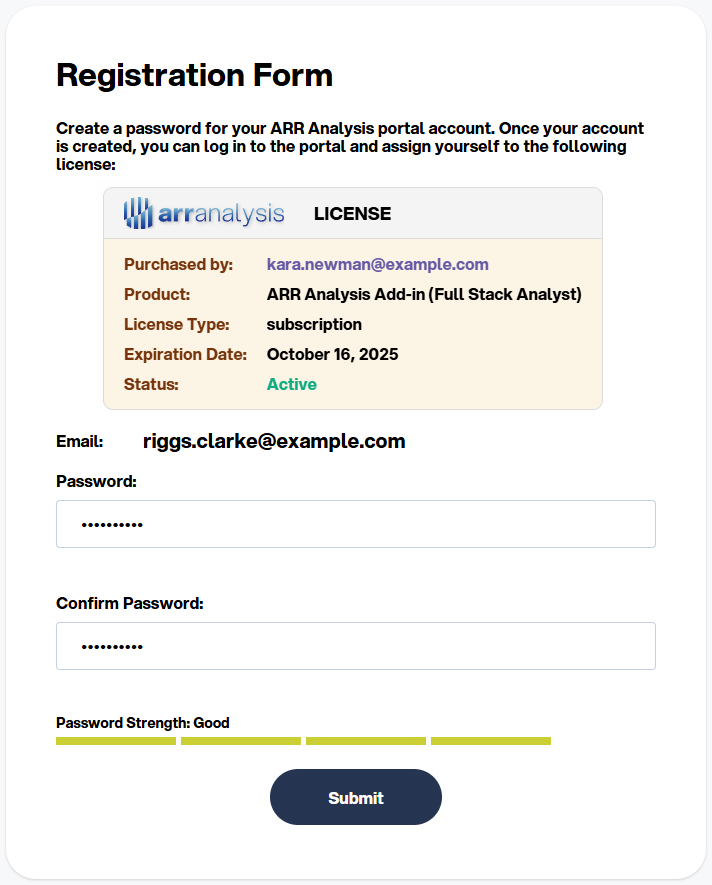 Registration Form
Create a password for your ARR Analysis portal account. Once your account
is created, you can log in to the portal and assign yourself to the following
license:
arranalysis LICENSE
Purchased by: kara.newman@example.com
Product: ARR Analysis Add-in (Full Stack Analyst)
License Type: subscription
Expiration Date: October 16, 2025
Status: Active
Email: riggs.clarke@example.com
Password:
••••••••••
Confirm Password:
••••••••••
Password Strength: Good
Submit